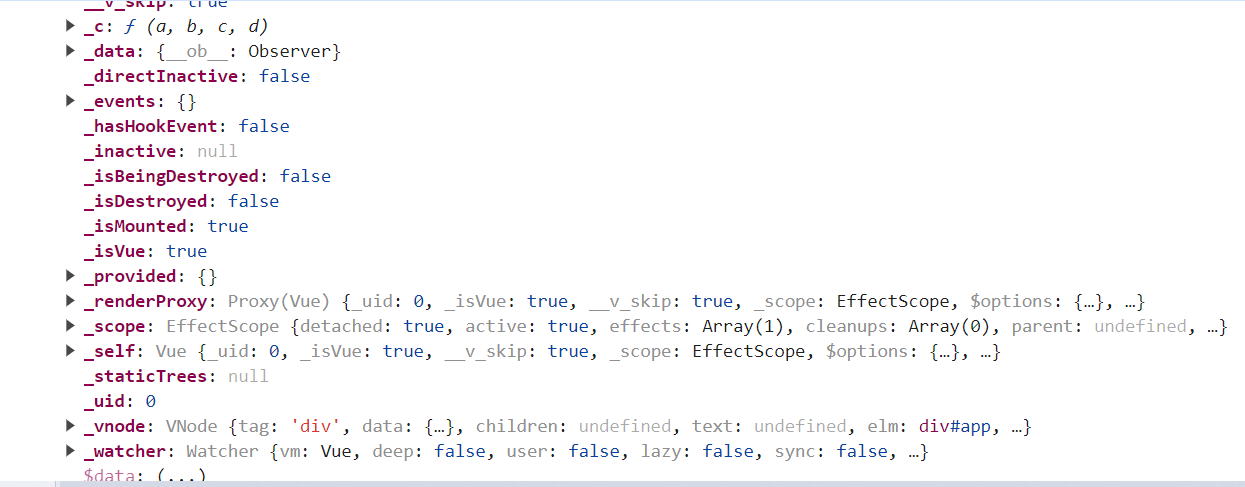 __v_skip: true
▶ _c: ƒ (a, b, c, d)
▶ _data: {__ob__: Observer}
_directInactive: false
▶ _events: {}
_hasHookEvent: false
_inactive: null
_isBeingDestroyed: false
_isDestroyed: false
_isMounted: true
_isVue: true
▶ _provided: {}
▶ _renderProxy: Proxy(Vue) {_uid: 0, _isVue: true, __v_skip: true, _scope: EffectScope, $options: {…}, …}
▶ _scope: EffectScope {detached: true, active: true, effects: Array(1), cleanups: Array(0), parent: undefined, …}
▶ _self: Vue {_uid: 0, _isVue: true, __v_skip: true, _scope: EffectScope, $options: {…}, …}
_staticTrees: null
_uid: 0
▶ _vnode: VNode {tag: 'div', data: {…}, children: undefined, text: undefined, elm: div#app, …}
▶ _watcher: Watcher {vm: Vue, deep: false, user: false, lazy: false, sync: false, …}
$data: (...)